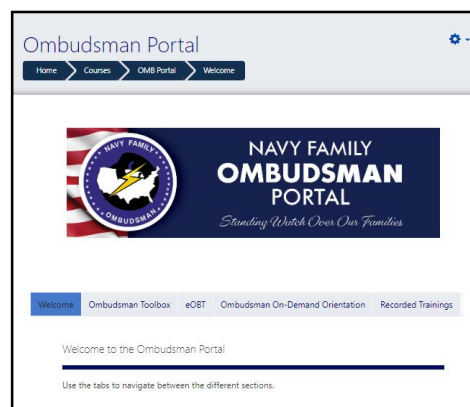 Ombudsman Portal
Home Courses OMB Portal Welcome
NAVY FAMILY
OMBUDSMAN
NAVY FAMILY
OMBUDSMAN
PORTAL
Standing Watch Over Our Families
Welcome Ombudsman Toolbox eOBT Ombudsman On-Demand Orientation Recorded Trainings
Welcome to the Ombudsman Portal
Use the tabs to navigate between the different sections.